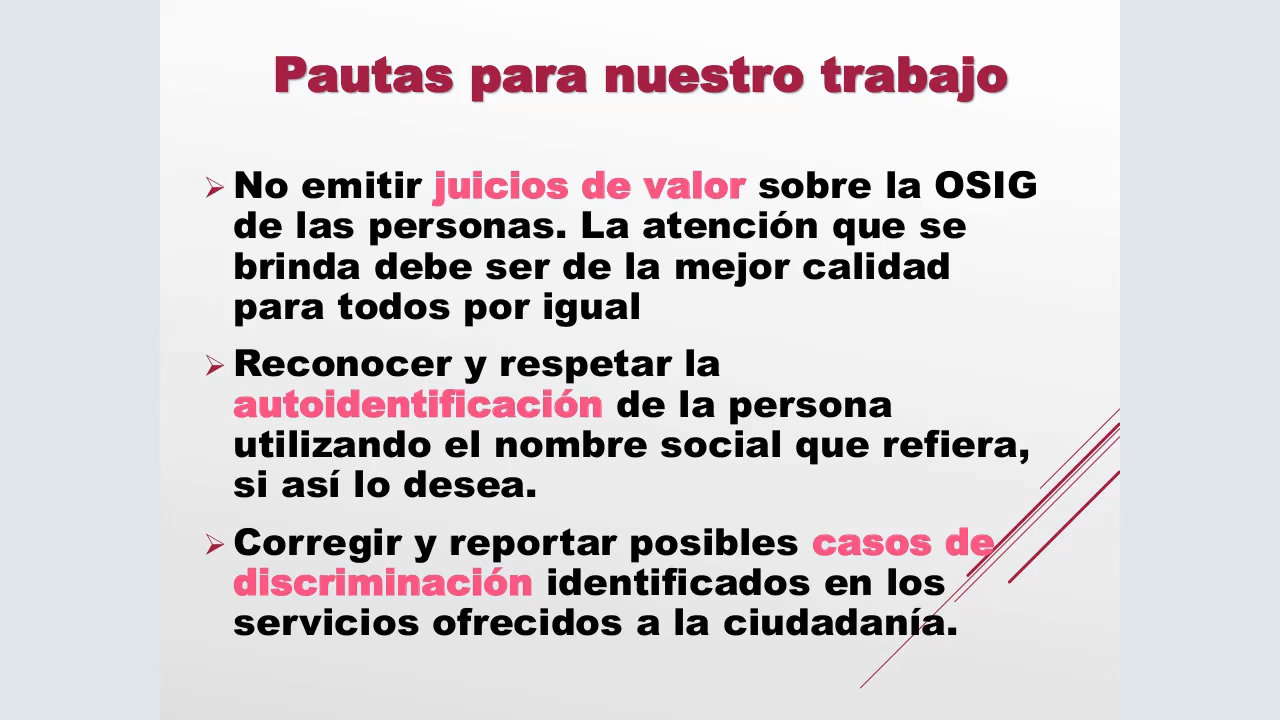 Pautas para nuestro trabajo
No emitir juicios de valor sobre la OSIG
de las personas. La atención que se
brinda debe ser de la mejor calidad
para todos por igual
Reconocer y respetar la
autoidentificación de la persona
utilizando el nombre social que refiera,
si así lo desea.
Corregir y reportar posibles casos de
discriminación identificados en los
servicios ofrecidos a la ciudadanía.